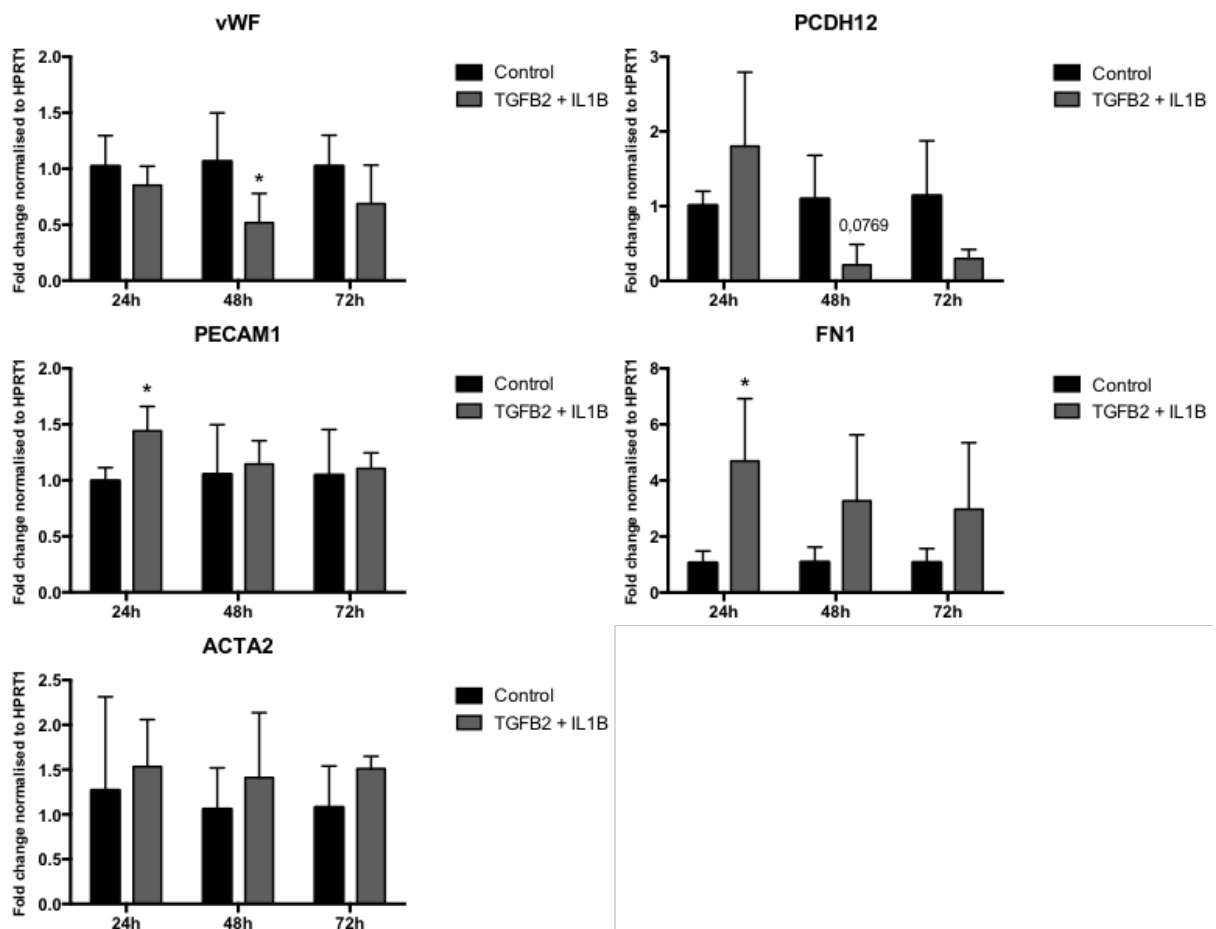 vWF
Fold change normalised to HPRT1
2.0
1.5
1.0
0.5
0.0
24h
48h
72h
*
Control
TGFB2 + IL1B
PCDH12
Fold change normalised to HPRT1
3
2
1
0
24h
48h
72h
0,0769
Control
TGFB2 + IL1B
PECAM1
Fold change normalised to HPRT1
2.0
1.5
1.0
0.5
0.0
24h
48h
72h
*
Control
TGFB2 + IL1B
FN1
Fold change normalised to HPRT1
8
6
4
2
0
24h
48h
72h
*
Control
TGFB2 + IL1B
ACTA2
Fold change normalised to HPRT1
2.5
2.0
1.5
1.0
0.5
0.0
24h
48h
72h
Control
TGFB2 + IL1B